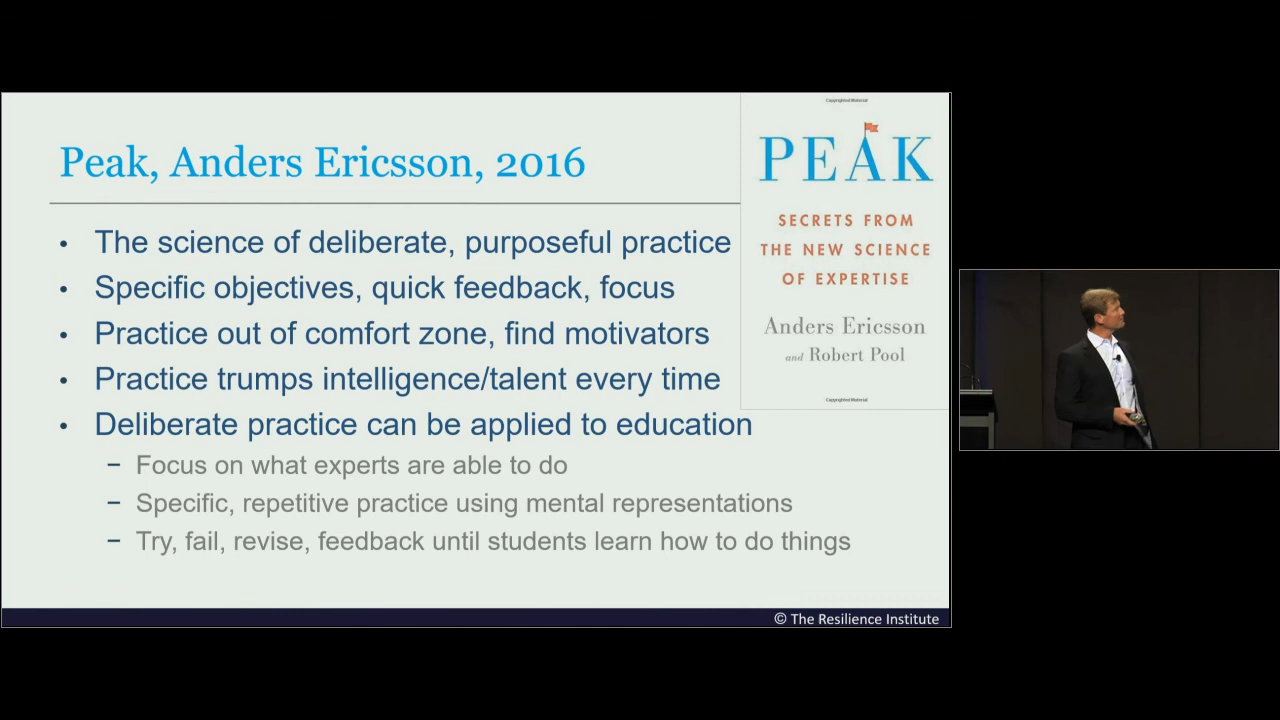 Peak, Anders Ericsson, 2016
• The science of deliberate, purposeful practice
• Specific objectives, quick feedback, focus
• Practice out of comfort zone, find motivators
• Practice trumps intelligence/talent every time
• Deliberate practice can be applied to education
− Focus on what experts are able to do
− Specific, repetitive practice using mental representations
− Try, fail, revise, feedback until students learn how to do things
Copyrighted Material
PEAK
SECRETS FROM
THE NEW SCIENCE
OF EXPERTISE
Anders Ericsson
and Robert Pool
Copyrighted Material
© The Resilience Institute